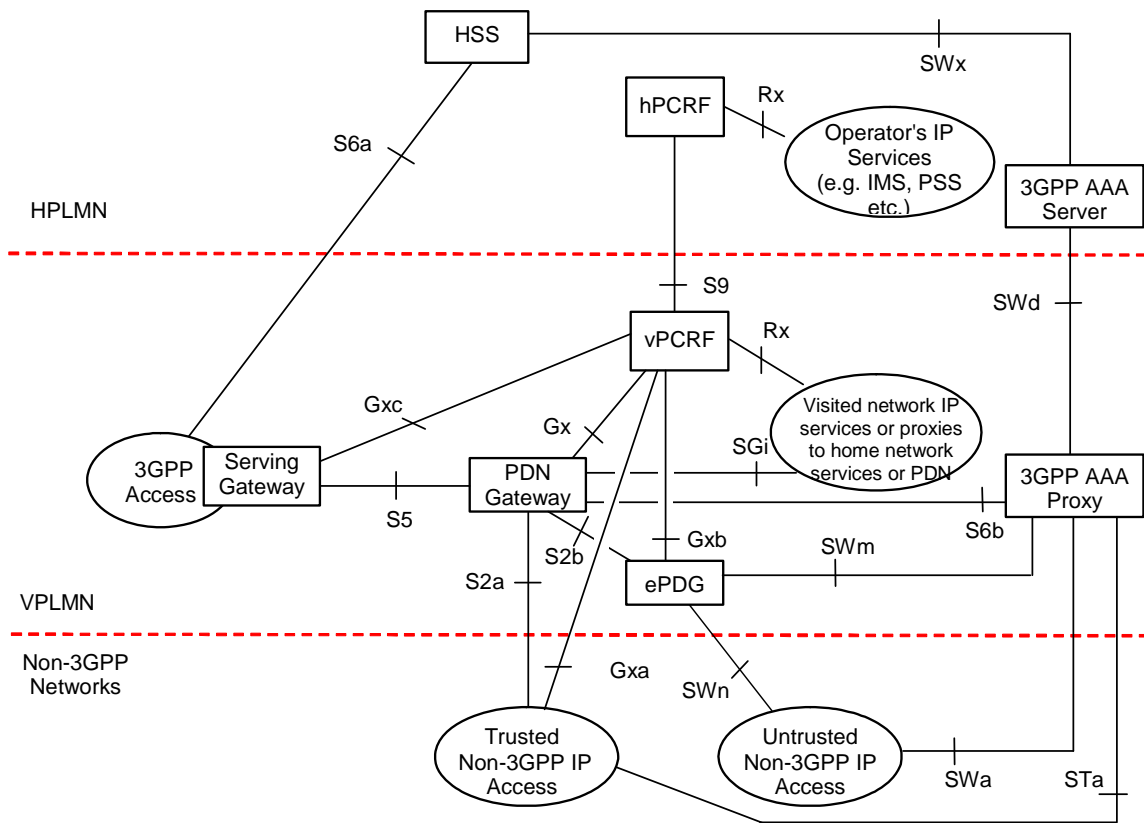 HSS
SWx
hPCRF
Rx
Operator's IP
Services
(e.g. IMS, PSS
etc.)
S6a
3GPP AAA
Server
HPLMN
S9
SWd
vPCRF
Rx
Gxc
Gx
Visited network IP
services or proxies
to home network
services or PDN
SGi
3GPP
Access
Serving
Gateway
PDN
Gateway
3GPP AAA
Proxy
S5
S6b
S2b
Gxb
SWm
S2a
ePDG
VPLMN
Non-3GPP
Networks
Gxa
SWn
Trusted
Non-3GPP IP
Access
Untrusted
Non-3GPP IP
Access
SWa
STa